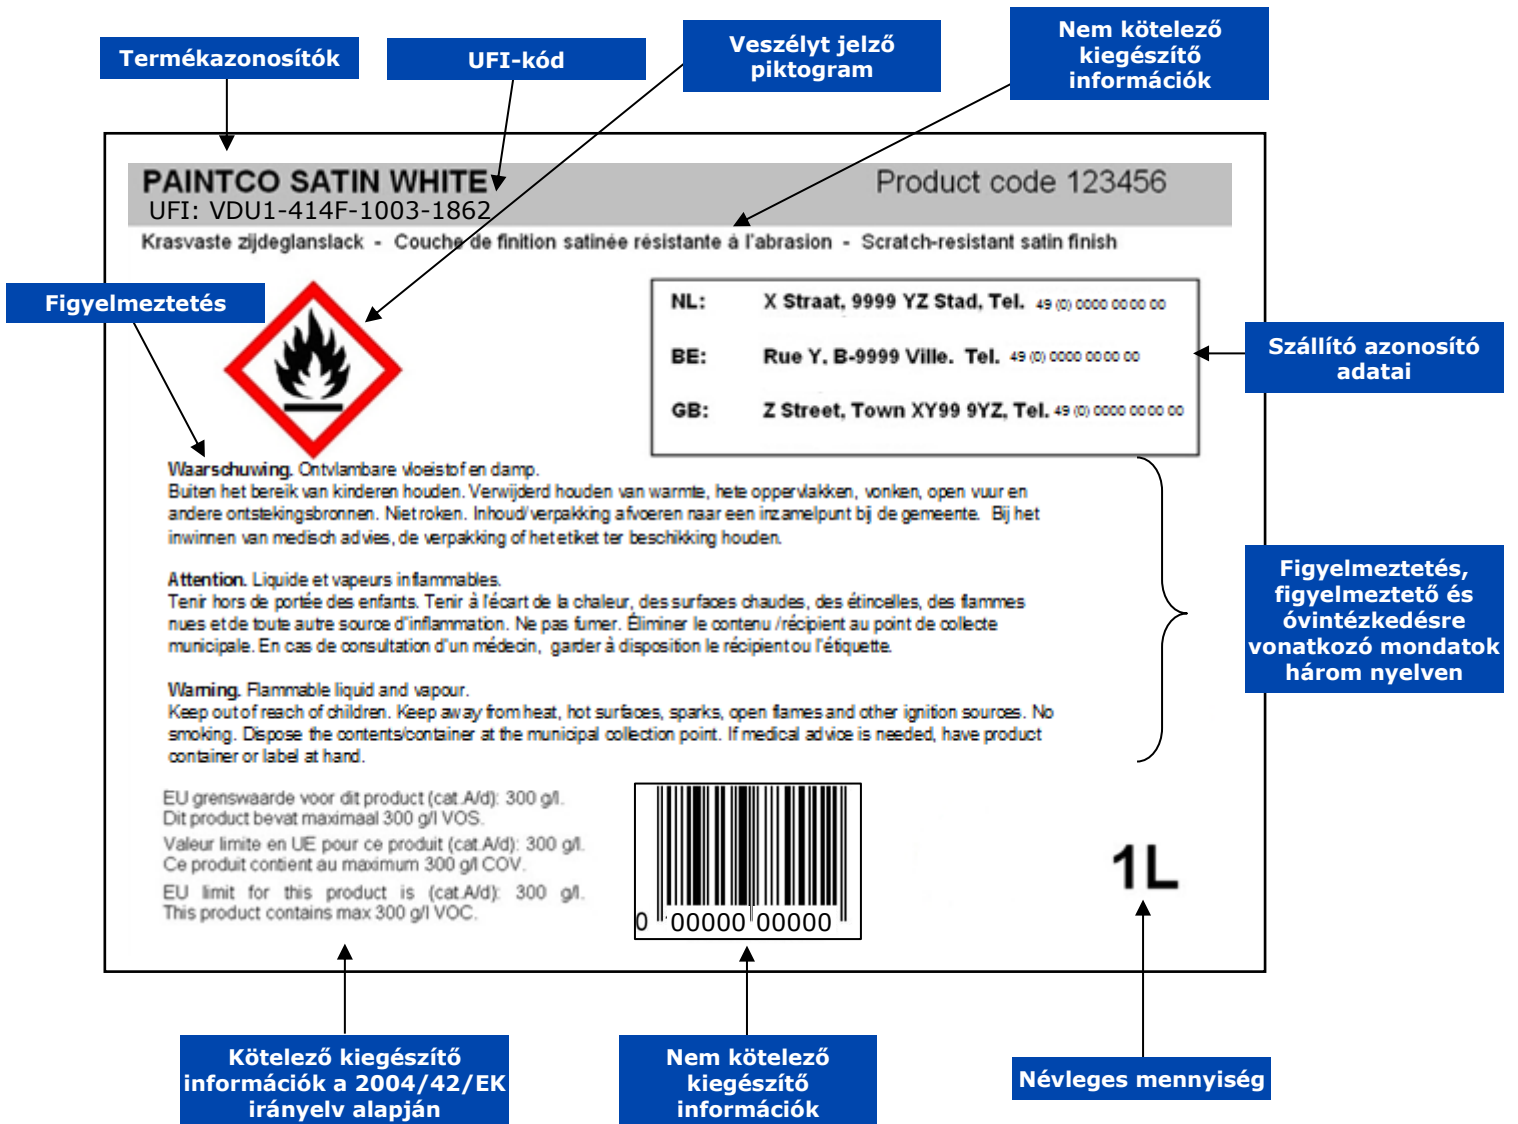 Termékazonosítók
UFI-kód
Veszélyt jelző
piktogram
Nem kötelező
kiegészítő
információk
PAINTCO SATIN WHITE
Product code 123456
UFI: VDU1-414F-1003-1862
Krasvaste zijdeglanslack - Couche de finition satinée résistante à l'abrasion - Scratch-resistant satin finish
Figyelmeztetés
NL: X Straat, 9999 YZ Stad, Tel. 49 (0) 0000 0000 00
BE: Rue Y, B-9999 Ville. Tel. 49 (0) 0000 0000 00
GB: Z Street, Town XY99 9YZ, Tel. 49 (0) 0000 0000 00
Szállító azonosító
adatai
Waarschuwing. Ontvlambare vloeistof en damp.
Buiten het bereik van kinderen houden. Verwijderd houden van warmte, hete oppervlakken, vonken, open vuur en
andere ontstekingsbronnen. Niet roken. Inhoud/verpakking afvoeren naar een inzamelpunt bij de gemeente. Bij het
inwinnen van medisch advies, de verpakking of het etiket ter beschikking houden.
Attention. Liquide et vapeurs inflammables.
Tenir hors de portée des enfants. Tenir à l'écart de la chaleur, des surfaces chaudes, des étincelles, des flammes
nues et de toute autre source d'inflammation. Ne pas fumer. Éliminer le contenu /récipient au point de collecte
municipale. En cas de consultation d'un médecin, garder à disposition le récipient ou l'étiquette.
Warning. Flammable liquid and vapour.
Keep out of reach of children. Keep away from heat, hot surfaces, sparks, open flames and other ignition sources. No
smoking. Dispose the contents/container at the municipal collection point. If medical advice is needed, have product
container or label at hand.
Figyelmeztetés,
figyelmeztető és
óvintézkedésre
vonatkozó mondatok
három nyelven
EU grenswaarde voor dit product (cat.A/d): 300 g/l.
Dit product bevat maximaal 300 g/l VOS.
Valeur limite en UE pour ce produit (cat.A/d): 300 g/l.
Ce produit contient au maximum 300 g/l COV.
EU limit for this product is (cat.A/d): 300 g/l.
This product contains max 300 g/l VOC.
0 00000 00000
1L
Kötelező kiegészítő
információk a 2004/42/EK
irányelv alapján
Nem kötelező
kiegészítő
információk
Névleges mennyiség